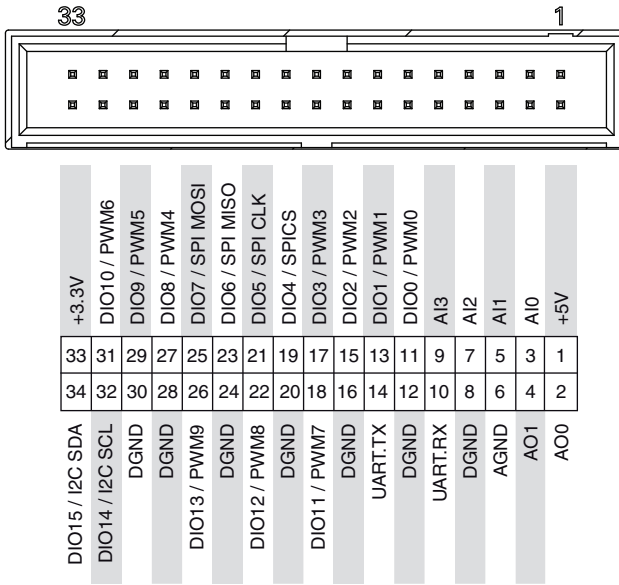 33 1
+3.3V
DIO10 / PWM6
DIO9 / PWM5
DIO8 / PWM4
DIO7 / SPI MOSI
DIO6 / SPI MISO
DIO5 / SPI CLK
DIO4 / SPICS
DIO3 / PWM3
DIO2 / PWM2
DIO1 / PWM1
DIO0 / PWM0
AI3
AI2
AI1
AI0
+5V
33 31 29 27 25 23 21 19 17 15 13 11 9 7 5 3 1
34 32 30 28 26 24 22 20 18 16 14 12 10 8 6 4 2
DIO15 / I2C SDA
DIO14 / I2C SCL
DGND
DGND
DIO13 / PWM9
DGND
DIO12 / PWM8
DGND
DIO11 / PWM7
DGND
UART.TX
DGND
UART.RX
DGND
AGND
AO1
AO0